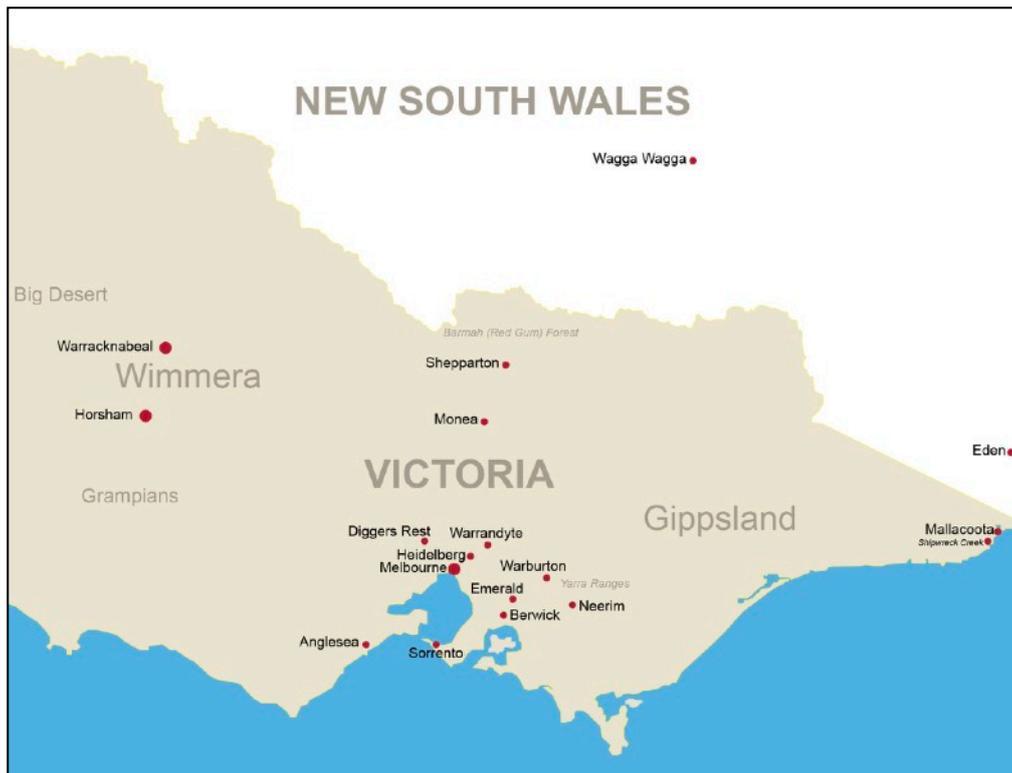 NEW SOUTH WALES
Wagga Wagga
Big Desert
Barmah (Red Gum) Forest
Warracknabeal
Shepparton
Wimmera
Horsham
Monea
Eden
VICTORIA
Grampians
Gippsland
Diggers Rest
Warrandyte
Mallacoota
Shipwreck Creek
Heidelberg
Melbourne
Warburton
Yarra Ranges
Emerald
Neerim
Berwick
Anglesea
Sorrento